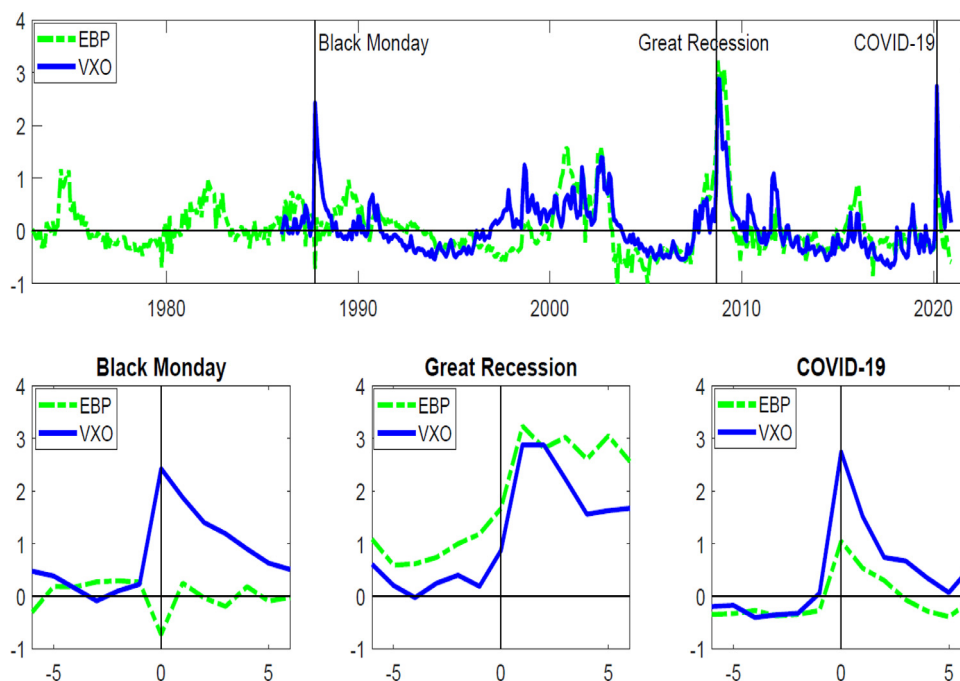 4
3
2
1
0
-1
EBP
VXO
Black Monday
Great Recession
COVID-19
1980
1990
2000
2010
2020
Black Monday
4
3
2
1
0
-1
EBP
VXO
-5
0
5
Great Recession
4
3
2
1
0
-1
EBP
VXO
-5
0
5
COVID-19
4
3
2
1
0
-1
EBP
VXO
-5
0
5